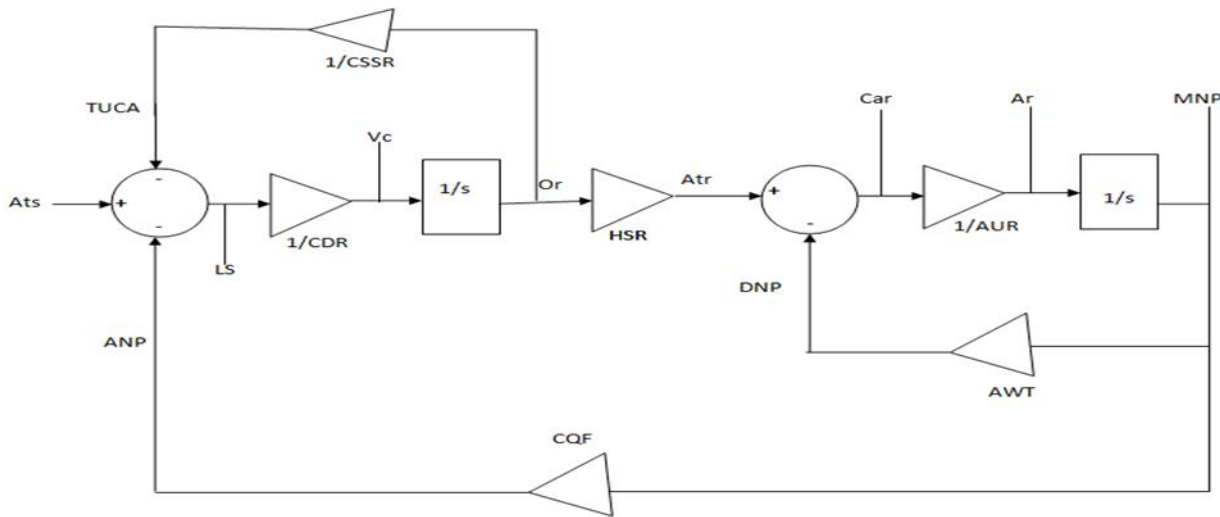 1/CSSR
TUCA
Car
Ar
MNP
Vc
-
1/s
Or
Atr
Ats
+
-
+
-
1/s
1/CDR
HSR
1/AUR
LS
DNP
ANP
AWT
CQF